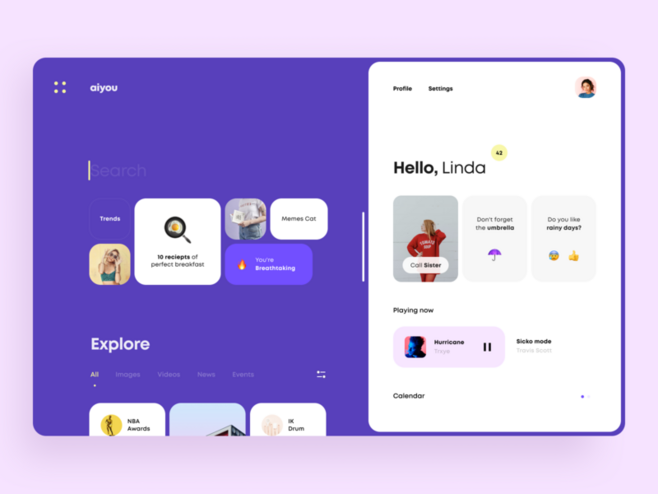 aiyou
Search
Trends
10 reciepts of
perfect breakfast
Memes Cat
You're
Breathtaking
Explore
All Images Videos News Events
NBA
Awards
IK
Drum
Profile Settings
42
Hello, Linda
Call Sister
Don't forget
the umbrella
Do you like
rainy days?
Playing now
Hurricane
Troye
Sicko mode
Travis Scott
Calendar